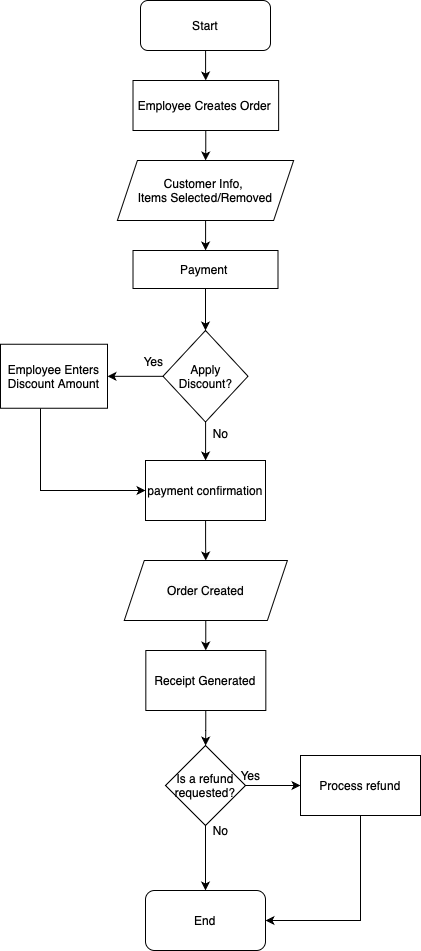 Start
Employee Creates Order
Customer Info,
Items Selected/Removed
Payment
Apply
Discount?
Yes
Employee Enters
Discount Amount
No
payment confirmation
Order Created
Receipt Generated
Is a refund
requested?
Yes
Process refund
No
End